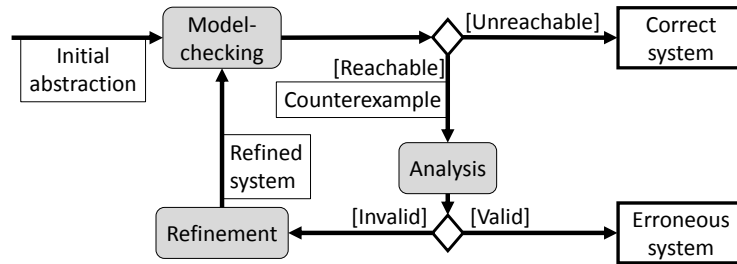 Model-
checking
[Unreachable]
Correct
system
Initial
abstraction
[Reachable]
Counterexample
Refined
system
Analysis
[Invalid]
[Valid]
Refinement
Erroneous
system